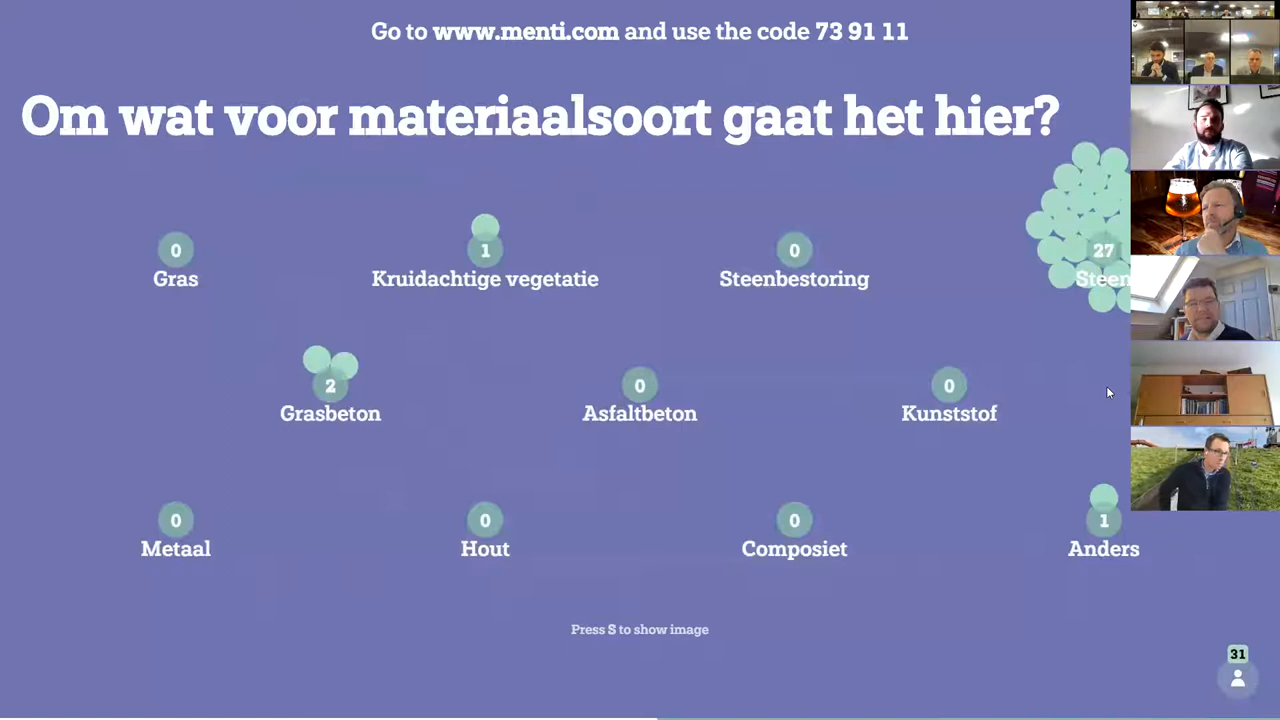 Go to www.menti.com and use the code 73 91 11
Om wat voor materiaalsoort gaat het hier?
0
1
0
27
Gras
Kruidachtige vegetatie
Steenbestoring
Steen
2
0
0
Grasbeton
Asfaltbeton
Kunststof
0
0
0
1
Metaal
Hout
Composiet
Anders
Press S to show image
31